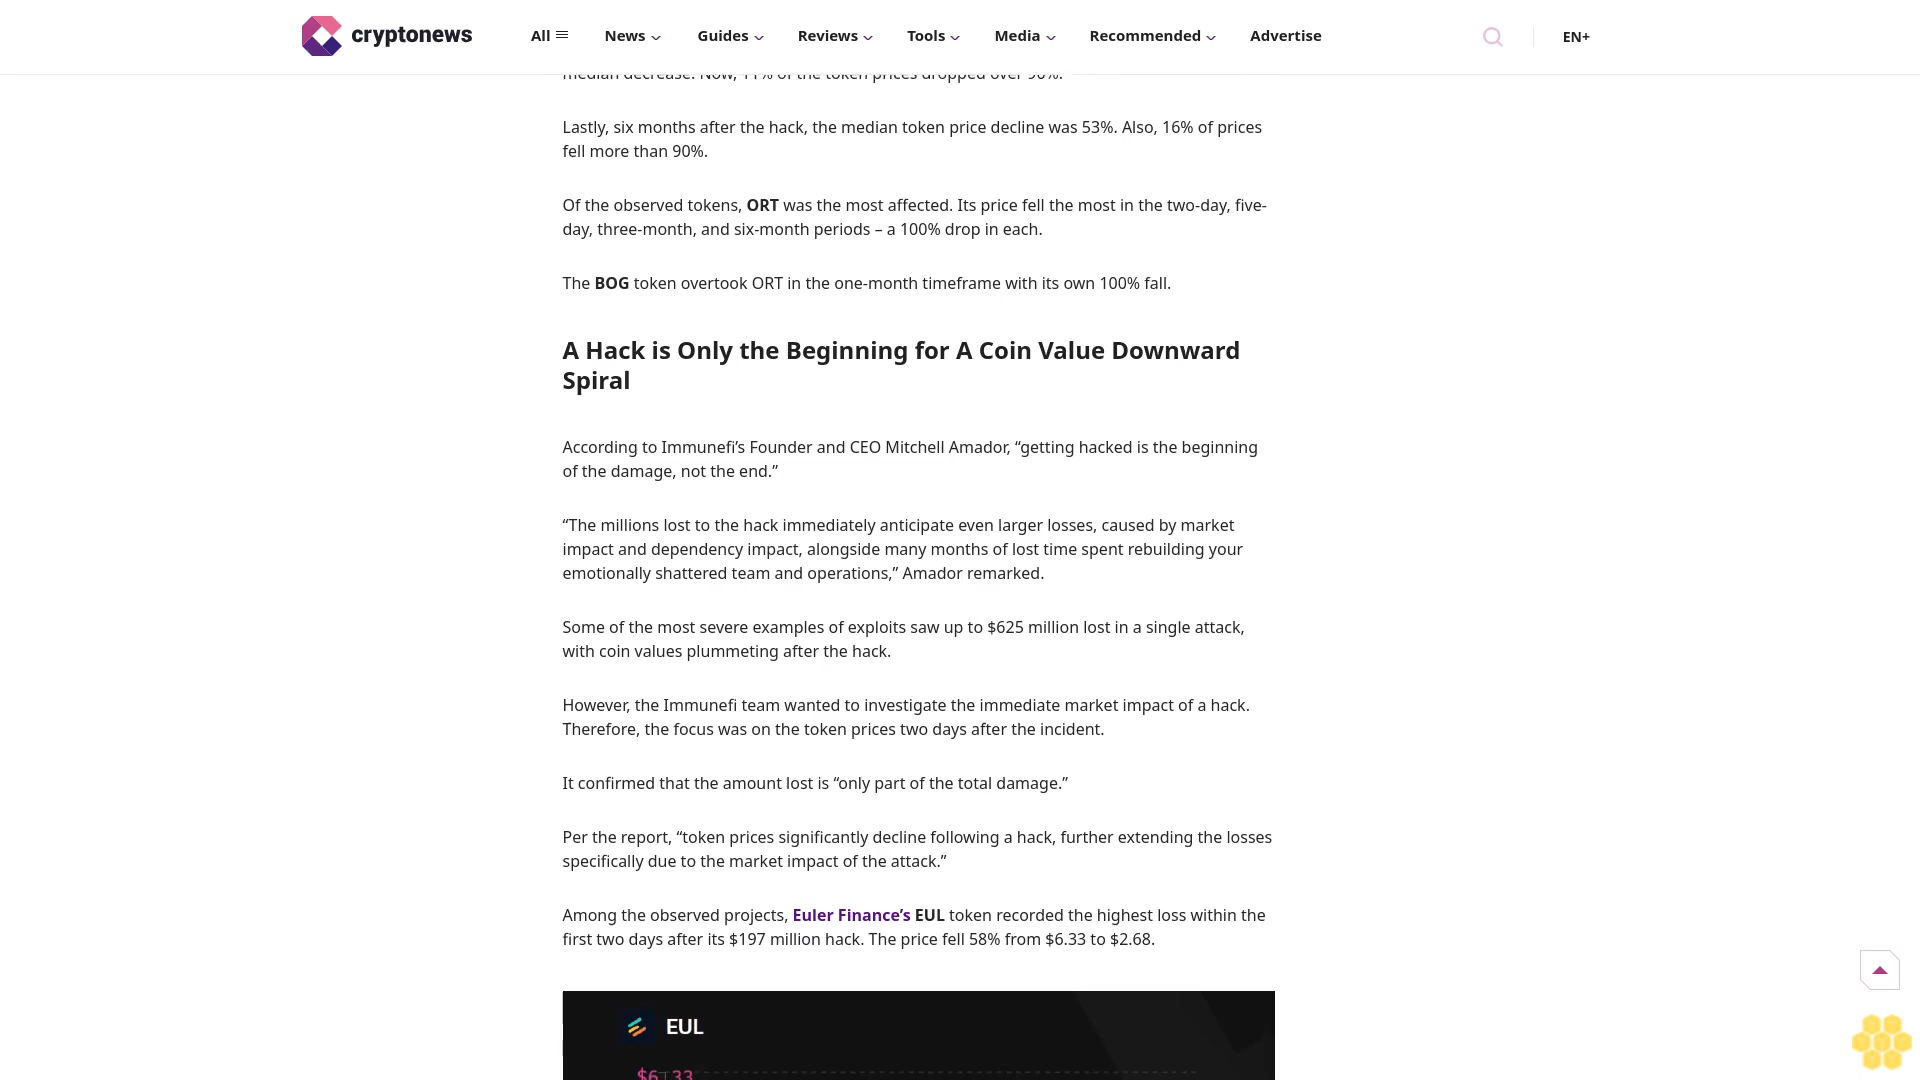 cryptonews
All
News
Guides
Reviews
Tools
Media
Recommended
Advertise
EN+
median decrease. Now, 11% of the token prices dropped over 90%.
Lastly, six months after the hack, the median token price decline was 53%. Also, 16% of prices
fell more than 90%.
Of the observed tokens, ORT was the most affected. Its price fell the most in the two-day, five-
day, three-month, and six-month periods – a 100% drop in each.
The BOG token overtook ORT in the one-month timeframe with its own 100% fall.
A Hack is Only the Beginning for A Coin Value Downward
Spiral
According to Immunefi’s Founder and CEO Mitchell Amador, “getting hacked is the beginning
of the damage, not the end.”
“The millions lost to the hack immediately anticipate even larger losses, caused by market
impact and dependency impact, alongside many months of lost time spent rebuilding your
emotionally shattered team and operations,” Amador remarked.
Some of the most severe examples of exploits saw up to $625 million lost in a single attack,
with coin values plummeting after the hack.
However, the Immunefi team wanted to investigate the immediate market impact of a hack.
Therefore, the focus was on the token prices two days after the incident.
It confirmed that the amount lost is “only part of the total damage.”
Per the report, “token prices significantly decline following a hack, further extending the losses
specifically due to the market impact of the attack.”
Among the observed projects, Euler Finance’s EUL token recorded the highest loss within the
first two days after its $197 million hack. The price fell 58% from $6.33 to $2.68.
EUL
$6.33